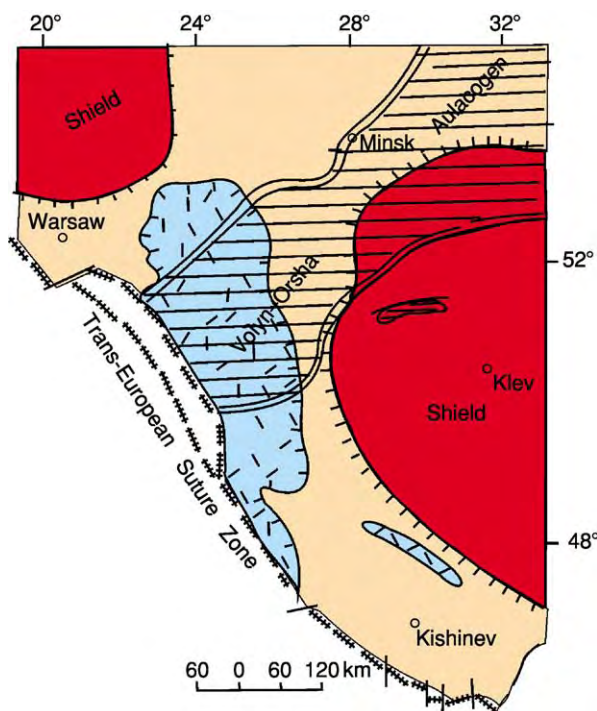 20° 24° 28° 32°
Shield
Aulacogen
Minsk
Warsaw
52°
Volyn-Orsha
Trans-European Suture Zone
Klev
Shield
48°
Kishinev
60 0 60 120 km